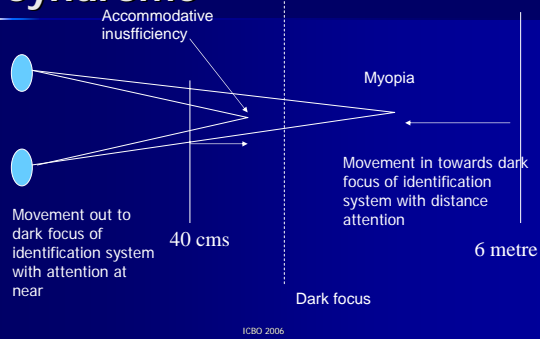 syndrome
Accommodative
inusfficiency
Myopia
Movement in towards dark
focus of identification
system with distance
attention
Movement out to
dark focus of
identification system
with attention at
near
40 cms
6 metre
Dark focus
ICBO 2006